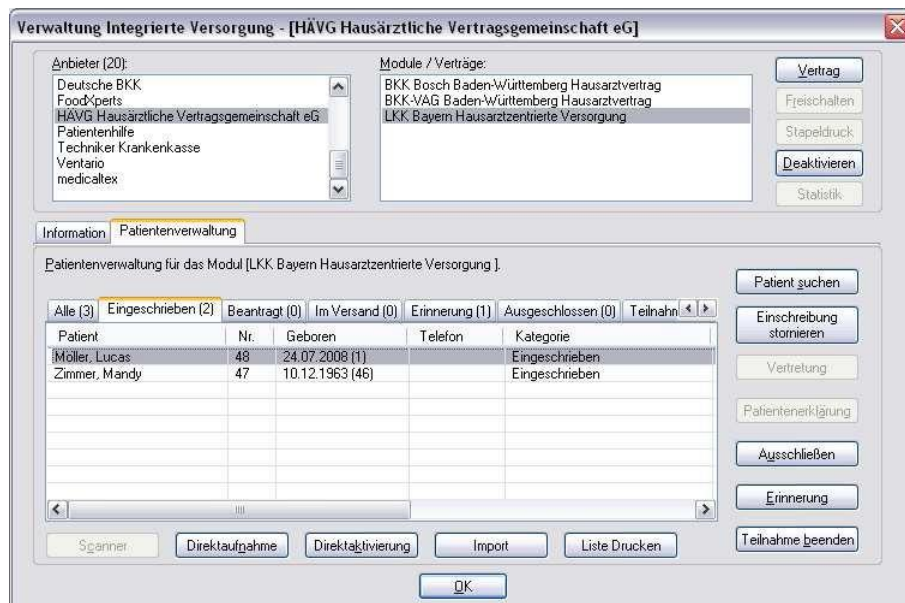 Verwaltung Integrierte Versorgung - [HÄVG Hausärztliche Vertragsgemeinschaft eG]
Anbieter (20):
Deutsche BKK
FoodXperts
HÄVG Hausärztliche Vertragsgemeinschaft eG
Patientenhilfe
Techniker Krankenkasse
Ventario
medicaltex
Module / Verträge:
BKK Bosch Baden-Württemberg Hausarztvertrag
BKK-VAG Baden-Württemberg Hausarztvertrag
LKK Bayern Hausarztzentrierte Versorgung
Vertrag
Freischalten
Stapeldruck
Deaktivieren
Statistik
Information Patientenverwaltung
Patientenverwaltung für das Modul [LKK Bayern Hausarztzentrierte Versorgung ].
Alle (3) Eingeschrieben (2) Beantragt (0) Im Versand (0) Erinnerung (1) Ausgeschlossen (0) Teilnahm
Patient Nr. Geboren Telefon Kategorie
Möller, Lucas 48 24.07.2008 (1) Eingeschrieben
Zimmer, Mandy 47 10.12.1963 (46) Eingeschrieben
Patient suchen
Einschreibung
stornieren
Vertretung
Patientenerklärung
Ausschließen
Erinnerung
Teilnahme beenden
Scanner Direktaufnahme Direktaktivierung Import Liste Drucken
OK